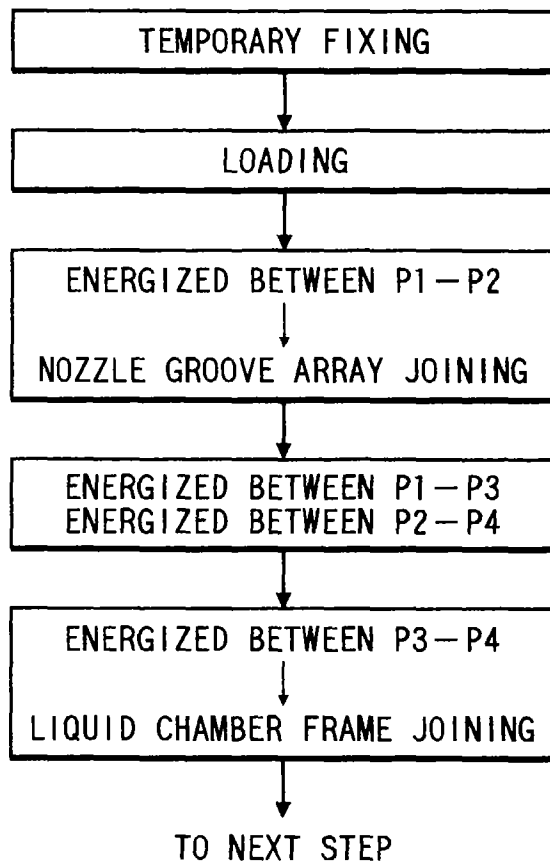 TEMPORARY FIXING
LOADING
ENERGIZED BETWEEN P1-P2
NOZZLE GROOVE ARRAY JOINING
ENERGIZED BETWEEN P1-P3
ENERGIZED BETWEEN P2-P4
ENERGIZED BETWEEN P3-P4
LIQUID CHAMBER FRAME JOINING
TO NEXT STEP